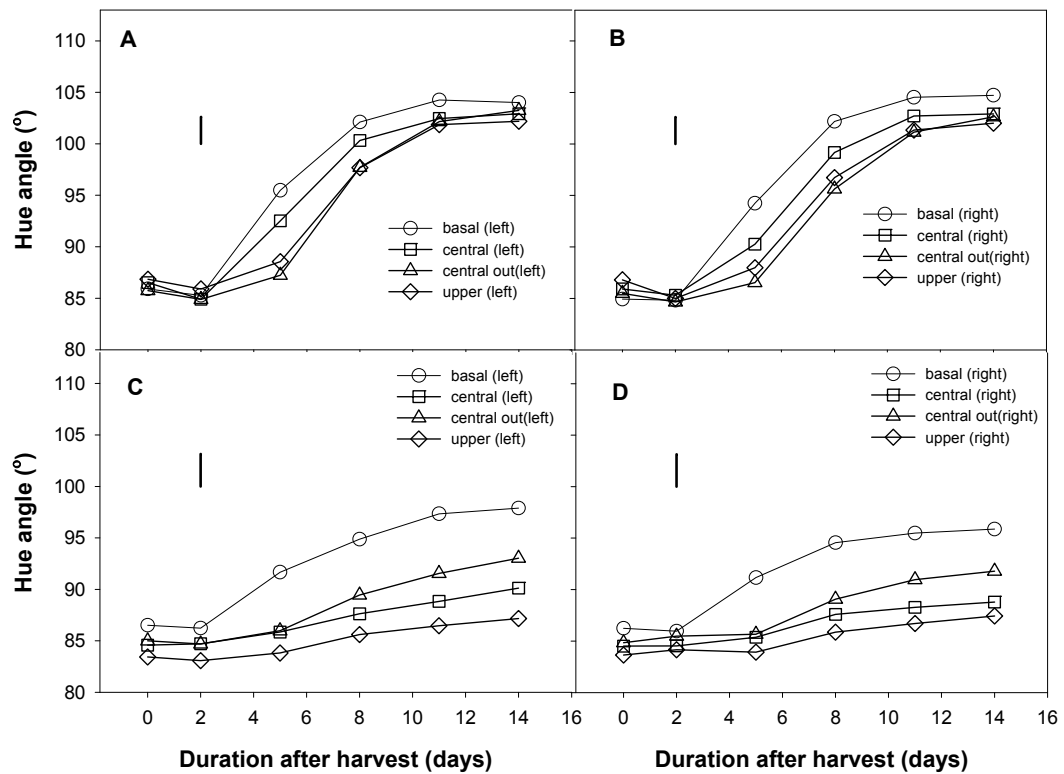 A
B
Hue angle (°)
110
105
100
95
90
85
80
basal (left)
central (left)
central out(left)
upper (left)
basal (right)
central (right)
central out(right)
upper (right)
C
D
Hue angle (°)
110
105
100
95
90
85
80
basal (left)
central (left)
central out(left)
upper (left)
basal (right)
central (right)
central out(right)
upper (right)
0 2 4 6 8 10 12 14 16
0 2 4 6 8 10 12 14 16
Duration after harvest (days)
Duration after harvest (days)